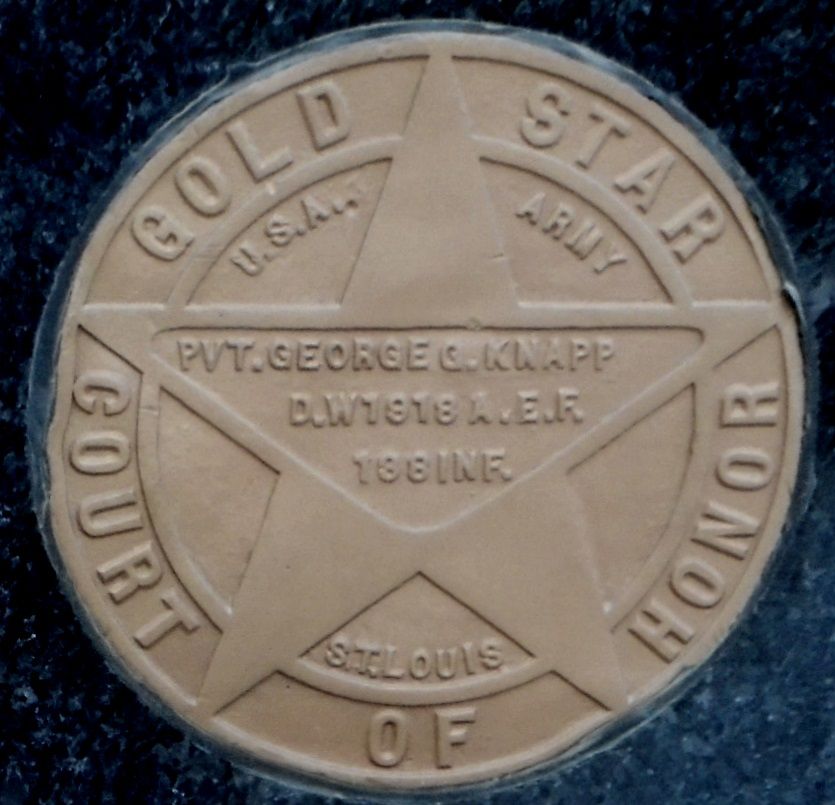 GOLD STAR
COURT OF HONOR
U.S.A. ARMY
PVT. GEORGE G. KNAPP
D.W 1918 A.E.F.
138 INF.
ST. LOUIS